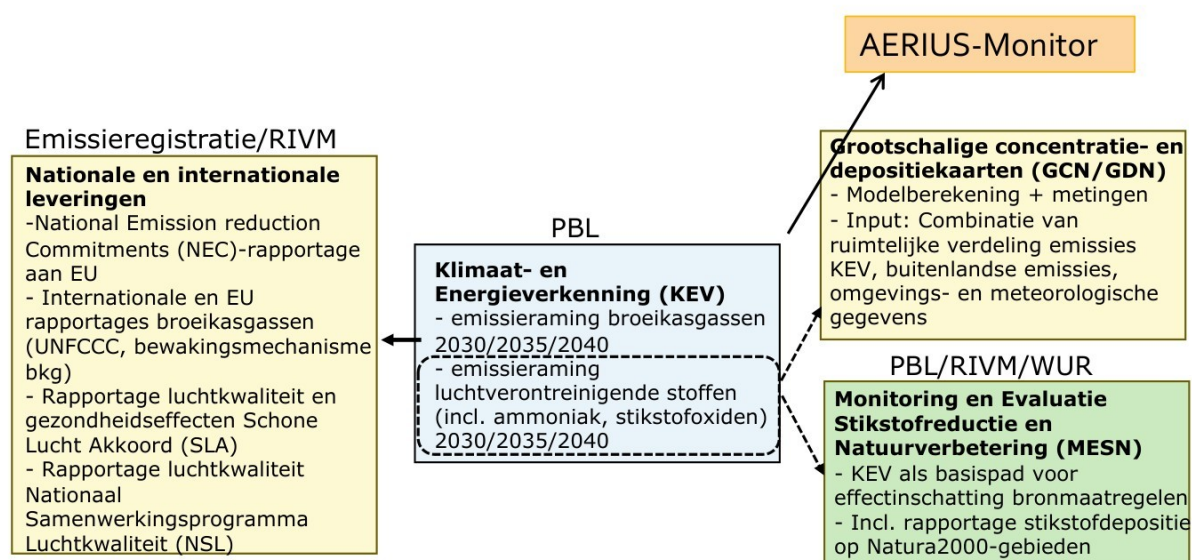 AERIUS-Monitor
Emissieregistratie/RIVM
Nationale en internationale
leveringen
-National Emission reduction
Commitments (NEC)-rapportage
aan EU
- Internationale en EU
rapportages broeikasgassen
(UNFCCC, bewakingsmechanisme
bkg)
- Rapportage luchtkwaliteit en
gezondheidseffecten Schone
Lucht Akkoord (SLA)
- Rapportage luchtkwaliteit
Nationaal
Samenwerkingsprogramma
Luchtkwaliteit (NSL)
PBL
Klimaat- en
Energieverkenning (KEV)
- emissieraming broeikasgassen
2030/2035/2040
- emissieraming
luchtverontreinigende stoffen
(incl. ammoniak, stikstofoxiden)
2030/2035/2040
Grootschalige concentratie- en
depositiekaarten (GCN/GDN)
- Modelberekening + metingen
- Input: Combinatie van
ruimtelijke verdeling emissies
KEV, buitenlandse emissies,
omgevings- en meteorologische
gegevens
PBL/RIVM/WUR
Monitoring en Evaluatie
Stikstofreductie en
Natuurverbetering (MESN)
- KEV als basispad voor
effectinschatting bronmaatregelen
- Incl. rapportage stikstofdepositie
op Natura2000-gebieden